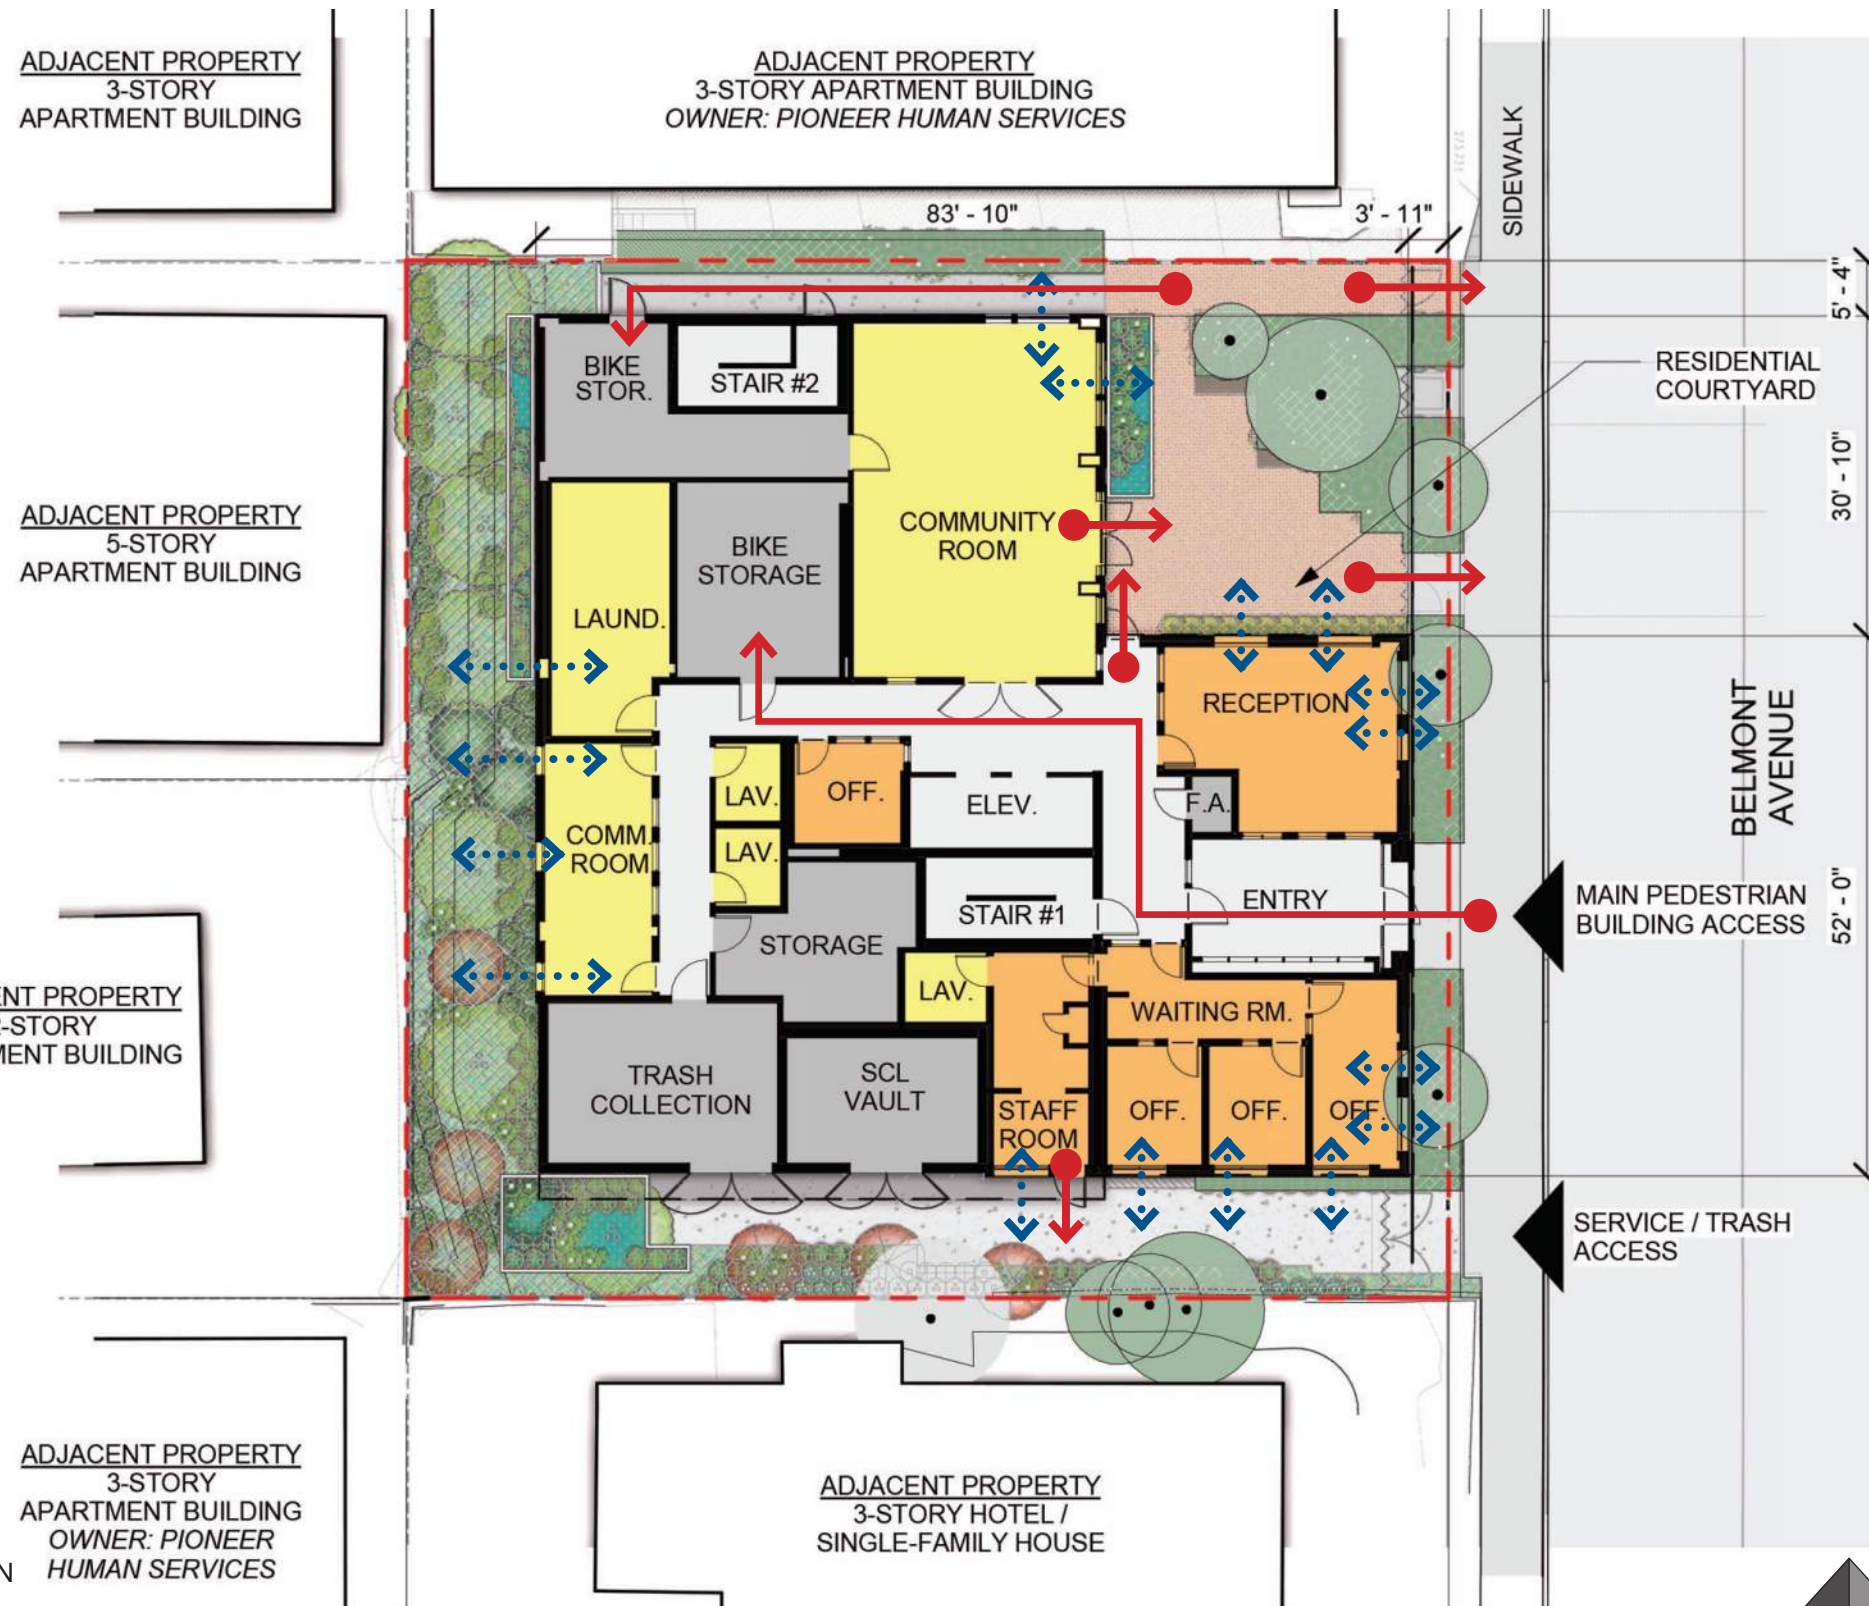 ADJACENT PROPERTY
3-STORY
APARTMENT BUILDING
ADJACENT PROPERTY
3-STORY APARTMENT BUILDING
OWNER: PIONEER HUMAN SERVICES
SIDEWALK
83' - 10"
3' - 11"
5' - 4"
BIKE
STOR.
STAIR #2
RESIDENTIAL
COURTYARD
30' - 10"
ADJACENT PROPERTY
5-STORY
APARTMENT BUILDING
COMMUNITY
ROOM
BIKE
STORAGE
LAUND.
RECEPTION
BELMONT
AVENUE
LAV.
OFF.
ELEV.
F.A.
COMM.
ROOM
LAV.
STAIR #1
ENTRY
MAIN PEDESTRIAN
BUILDING ACCESS
52' - 0"
STORAGE
LAV.
WAITING RM.
ENT PROPERTY
-STORY
MENT BUILDING
TRASH
COLLECTION
SCL
VAULT
STAFF
ROOM
OFF.
OFF.
OFF.
SERVICE / TRASH
ACCESS
ADJACENT PROPERTY
3-STORY
APARTMENT BUILDING
OWNER: PIONEER
HUMAN SERVICES
N
ADJACENT PROPERTY
3-STORY HOTEL /
SINGLE-FAMILY HOUSE